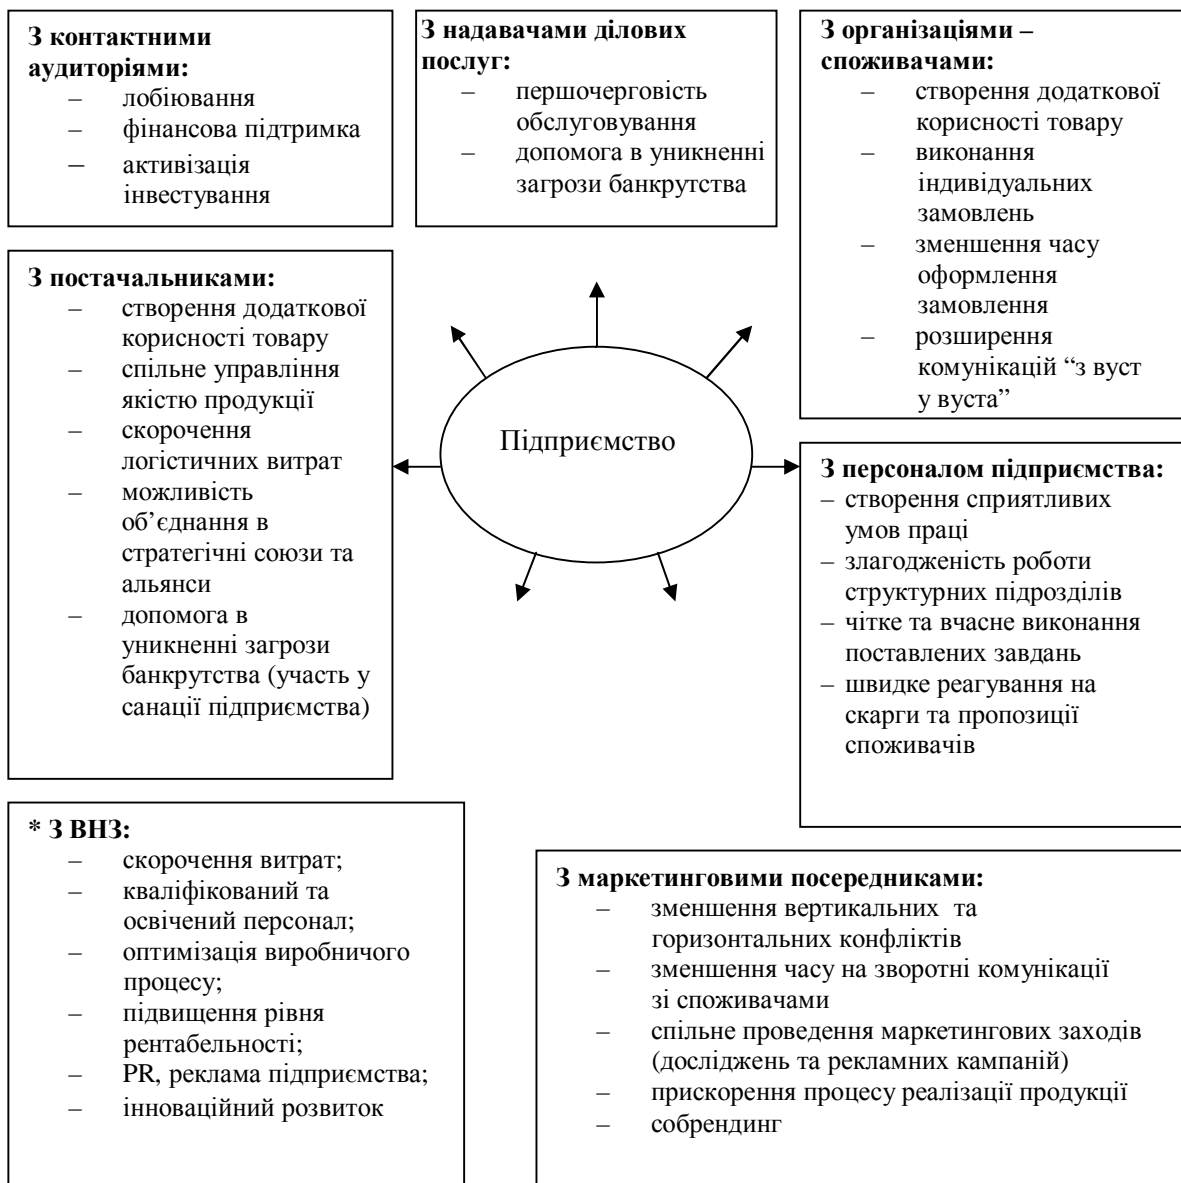 З контактними
аудиторіями:
– лобіювання
– фінансова підтримка
– активізація
інвестування
З надавачами ділових
послуг:
– першочерговість
обслуговування
– допомога в уникненні
загрози банкрутства
З організаціями –
споживачами:
– створення додаткової
корисності товару
– виконання
індивідуальних
замовлень
– зменшення часу
оформлення
замовлення
– розширення
комунікацій “з вуст
у вуста”
З постачальниками:
– створення додаткової
корисності товару
– спільне управління
якістю продукції
– скорочення
логістичних витрат
– можливість
об’єднання в
стратегічні союзи та
альянси
– допомога в
уникненні загрози
банкрутства (участь у
санації підприємства)
Підприємство
З персоналом підприємства:
– створення сприятливих
умов праці
– злагодженість роботи
структурних підрозділів
– чітке та вчасне виконання
поставлених завдань
– швидке реагування на
скарги та пропозиції
споживачів
* З ВНЗ:
– скорочення витрат;
– кваліфікований та
освічений персонал;
– оптимізація виробничого
процесу;
– підвищення рівня
рентабельності;
– PR, реклама підприємства;
– інноваційний розвиток
З маркетинговими посередниками:
– зменшення вертикальних та
горизонтальних конфліктів
– зменшення часу на зворотні комунікації
зі споживачами
– спільне проведення маркетингових заходів
(досліджень та рекламних кампаній)
– прискорення процесу реалізації продукції
– собрендинг